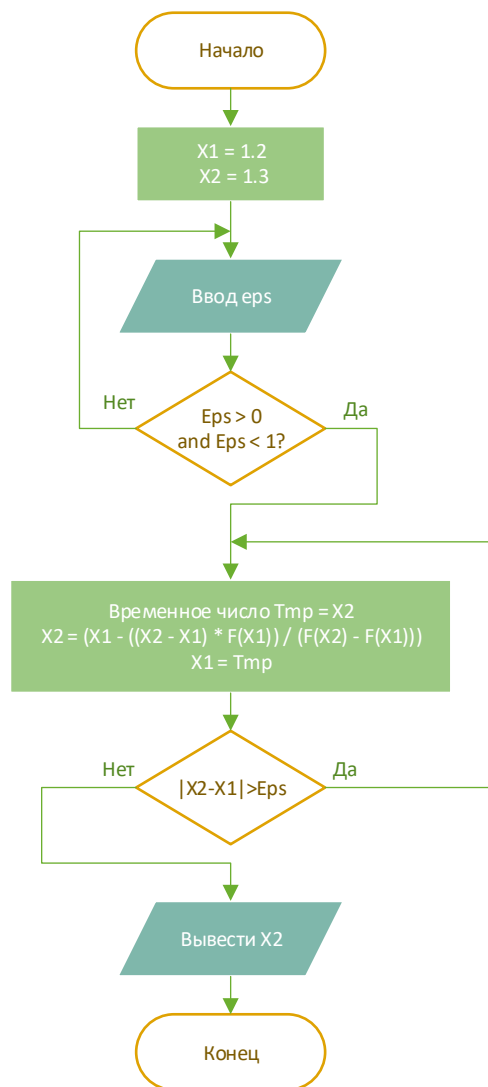 Начало
X1 = 1.2
X2 = 1.3
Ввод eps
Нет
Да
Eps > 0
and Eps < 1?
Временное число Tmp = X2
X2 = (X1 - ((X2 - X1) * F(X1)) / (F(X2) - F(X1)))
X1 = Tmp
Нет
Да
|X2-X1|>Eps
Вывести X2
Конец